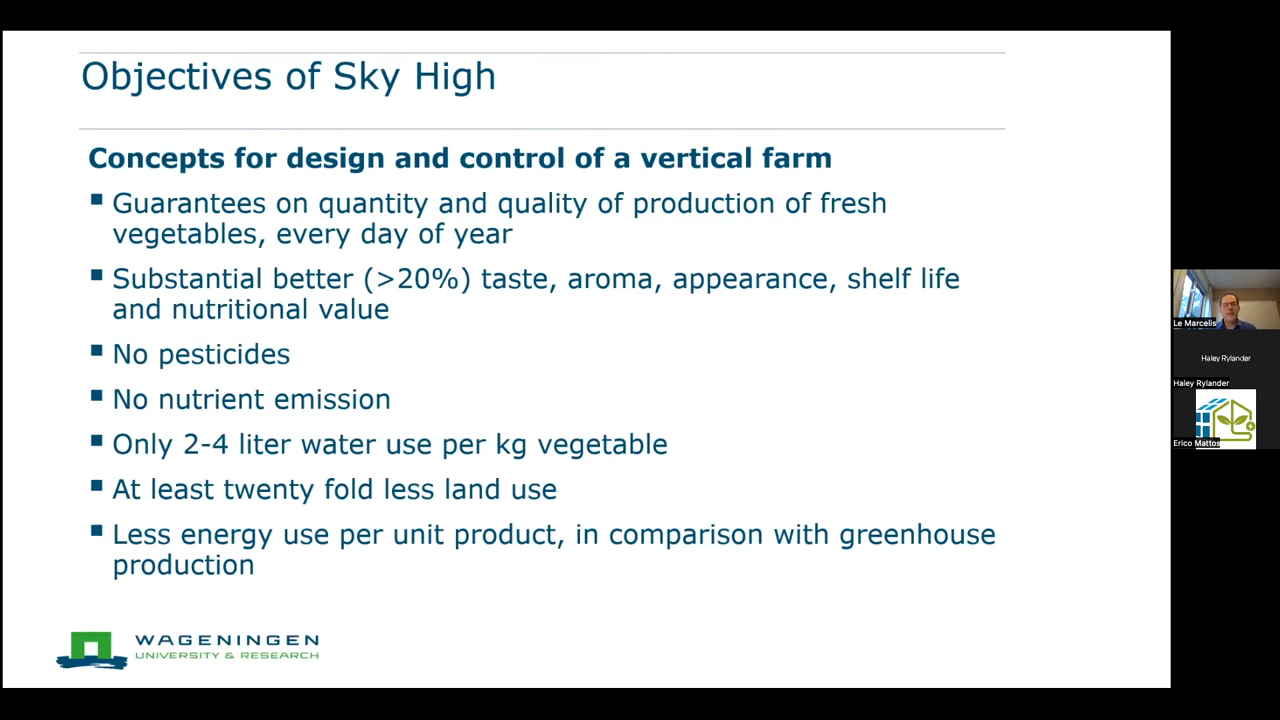 Objectives of Sky High
Concepts for design and control of a vertical farm
Guarantees on quantity and quality of production of fresh
vegetables, every day of year
Substantial better (>20%) taste, aroma, appearance, shelf life
and nutritional value
No pesticides
No nutrient emission
Only 2-4 liter water use per kg vegetable
At least twenty fold less land use
Less energy use per unit product, in comparison with greenhouse
production
WAGENINGEN
UNIVERSITY & RESEARCH
Le Marcelis
Haley Rylander
Haley Rylander
Erico Mattos